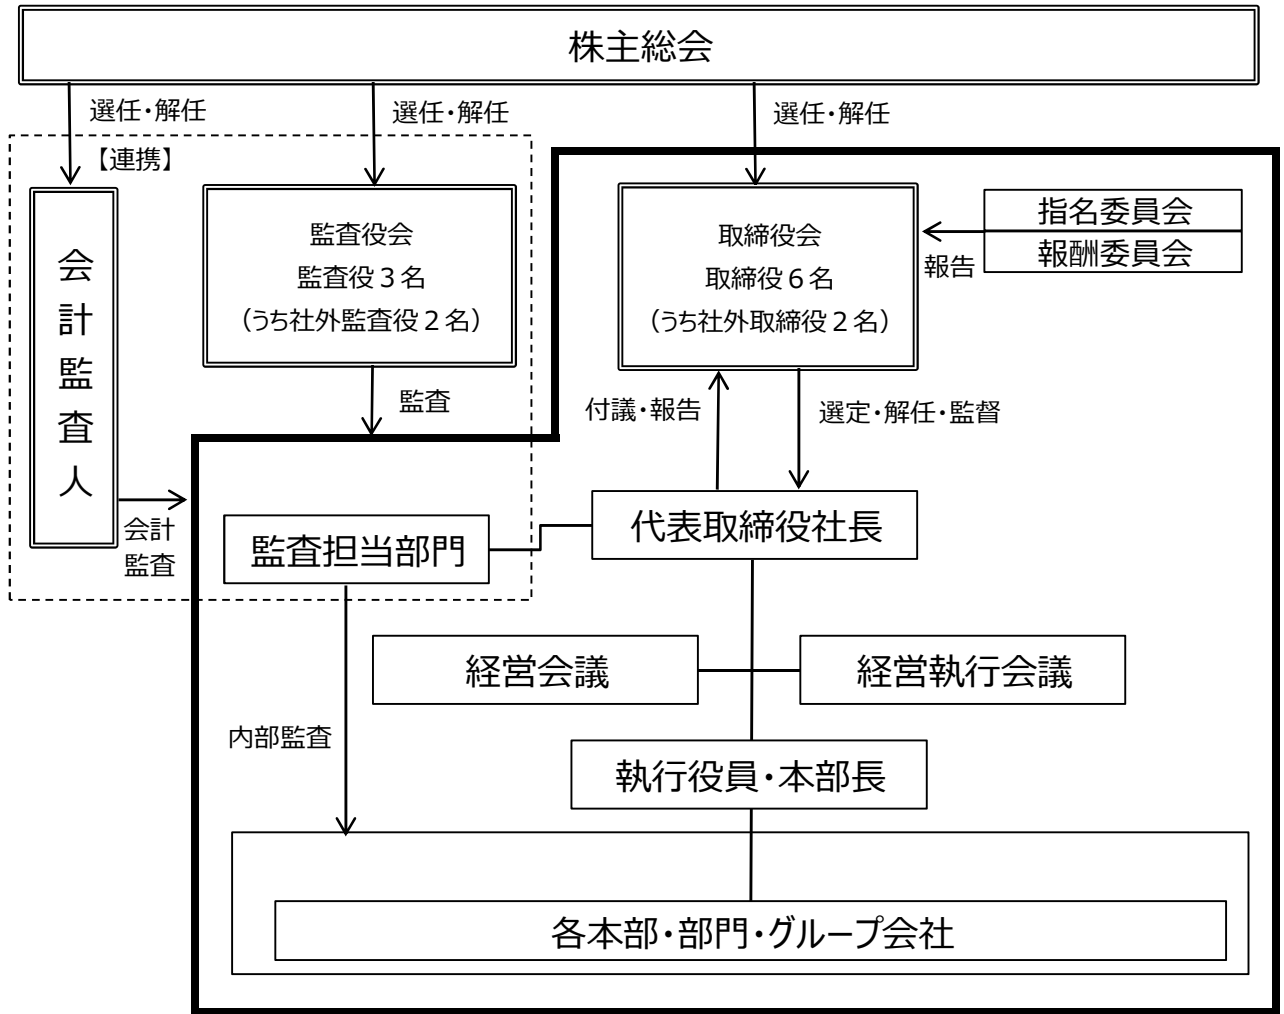 株主総会
選任・解任
選任・解任
選任・解任
【連携】
会計監査人
監査役会
監査役３名
（うち社外監査役２名）
取締役会
取締役６名
（うち社外取締役２名）
指名委員会
報酬委員会
報告
監査
付議・報告
選定・解任・監督
会計
監査
監査担当部門
代表取締役社長
経営会議
経営執行会議
内部監査
執行役員・本部長
各本部・部門・グループ会社